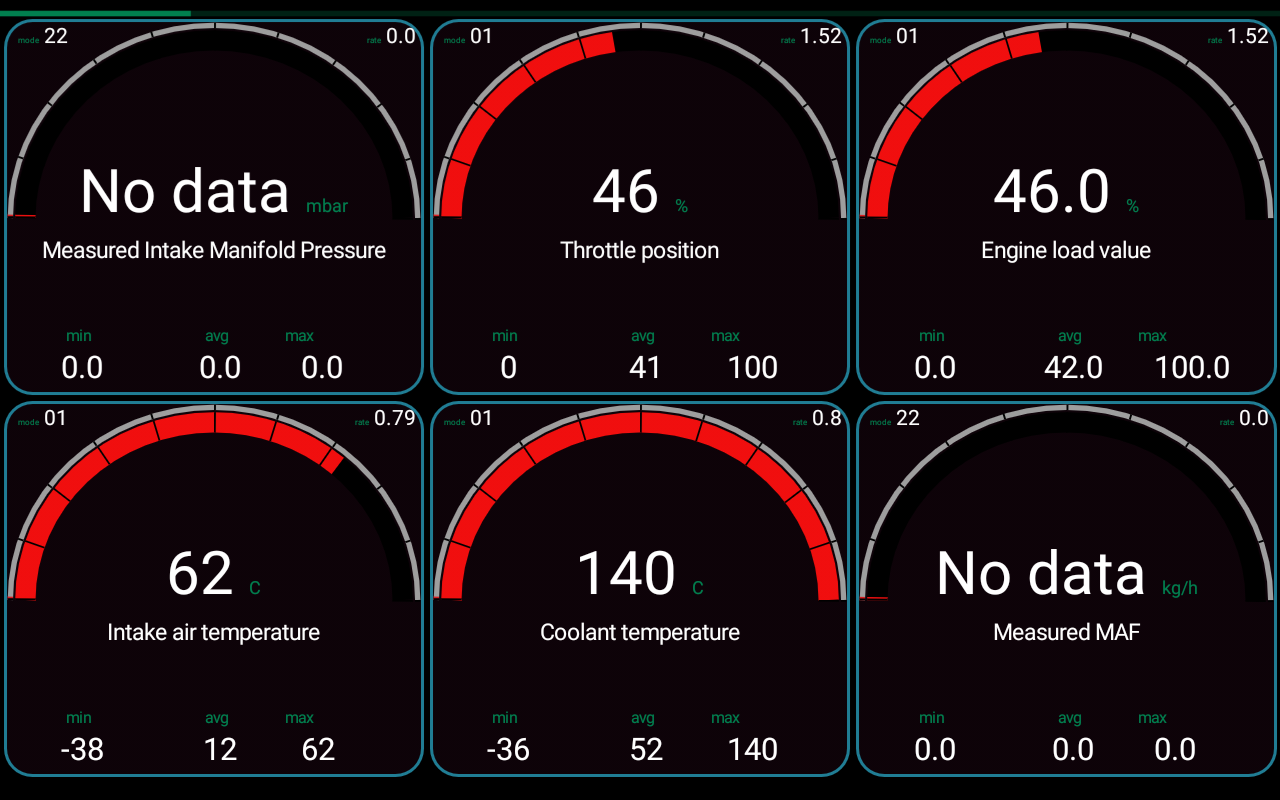 mode 22 rate 0.0
No data mbar
Measured Intake Manifold Pressure
min avg max
0.0 0.0 0.0
mode 01 rate 1.52
46 %
Throttle position
min avg max
0 41 100
mode 01 rate 1.52
46.0 %
Engine load value
min avg max
0.0 42.0 100.0
mode 01 rate 0.79
62 C
Intake air temperature
min avg max
-38 12 62
mode 01 rate 0.8
140 C
Coolant temperature
min avg max
-36 52 140
mode 22 rate 0.0
No data kg/h
Measured MAF
min avg max
0.0 0.0 0.0